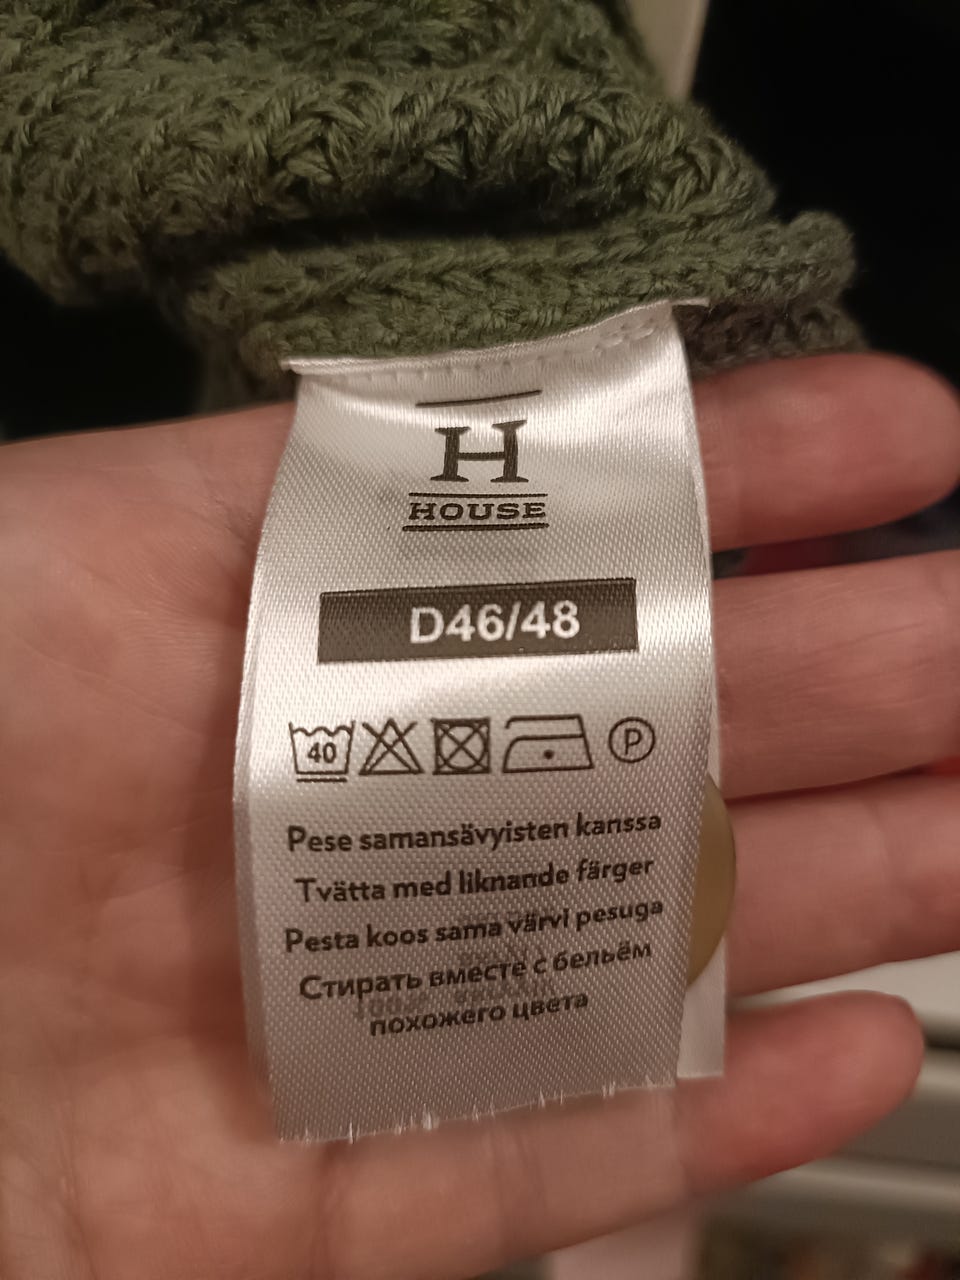 H
HOUSE
D46/48
40
P
Pese samansävyisten kanssa
Tvätta med liknande färger
Pesta koos sama värvi pesuga
Стирать вместе с бельём
похожего цвета